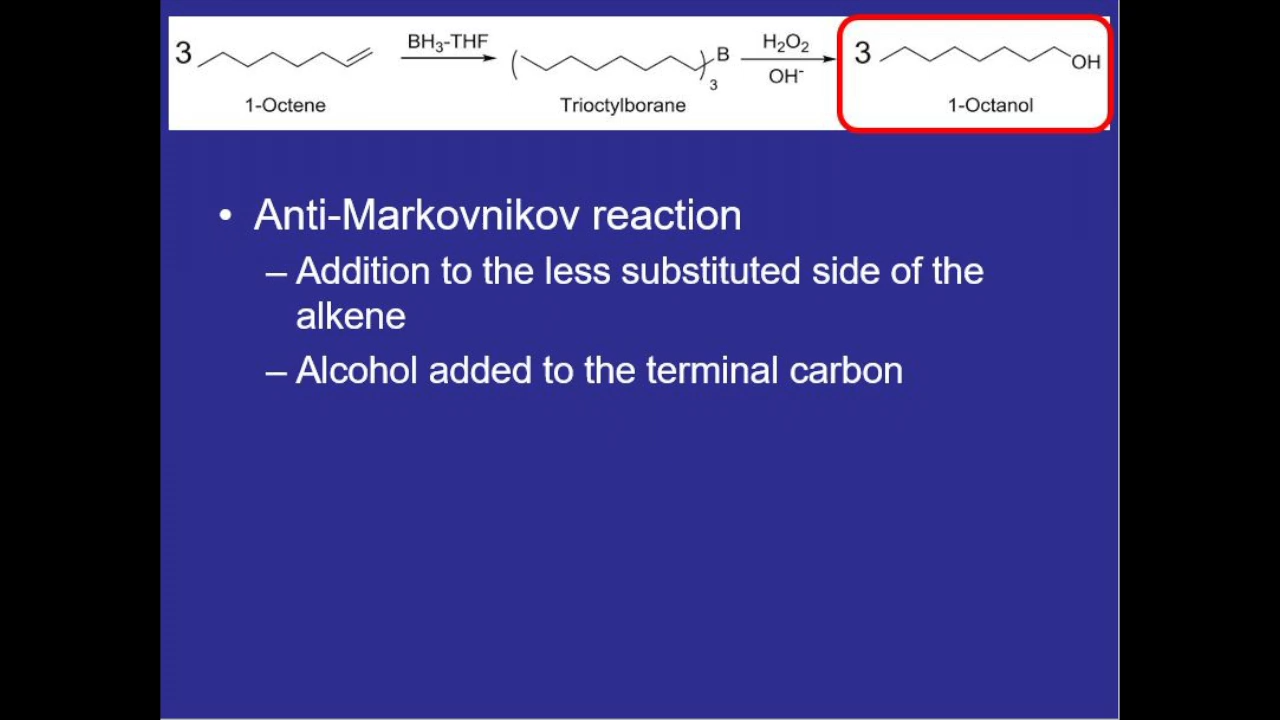 3 BH₃-THF ( )₃ B H₂O₂ 3 OH
OH⁻
1-Octene Trioctylborane 1-Octanol
• Anti-Markovnikov reaction
– Addition to the less substituted side of the
alkene
– Alcohol added to the terminal carbon